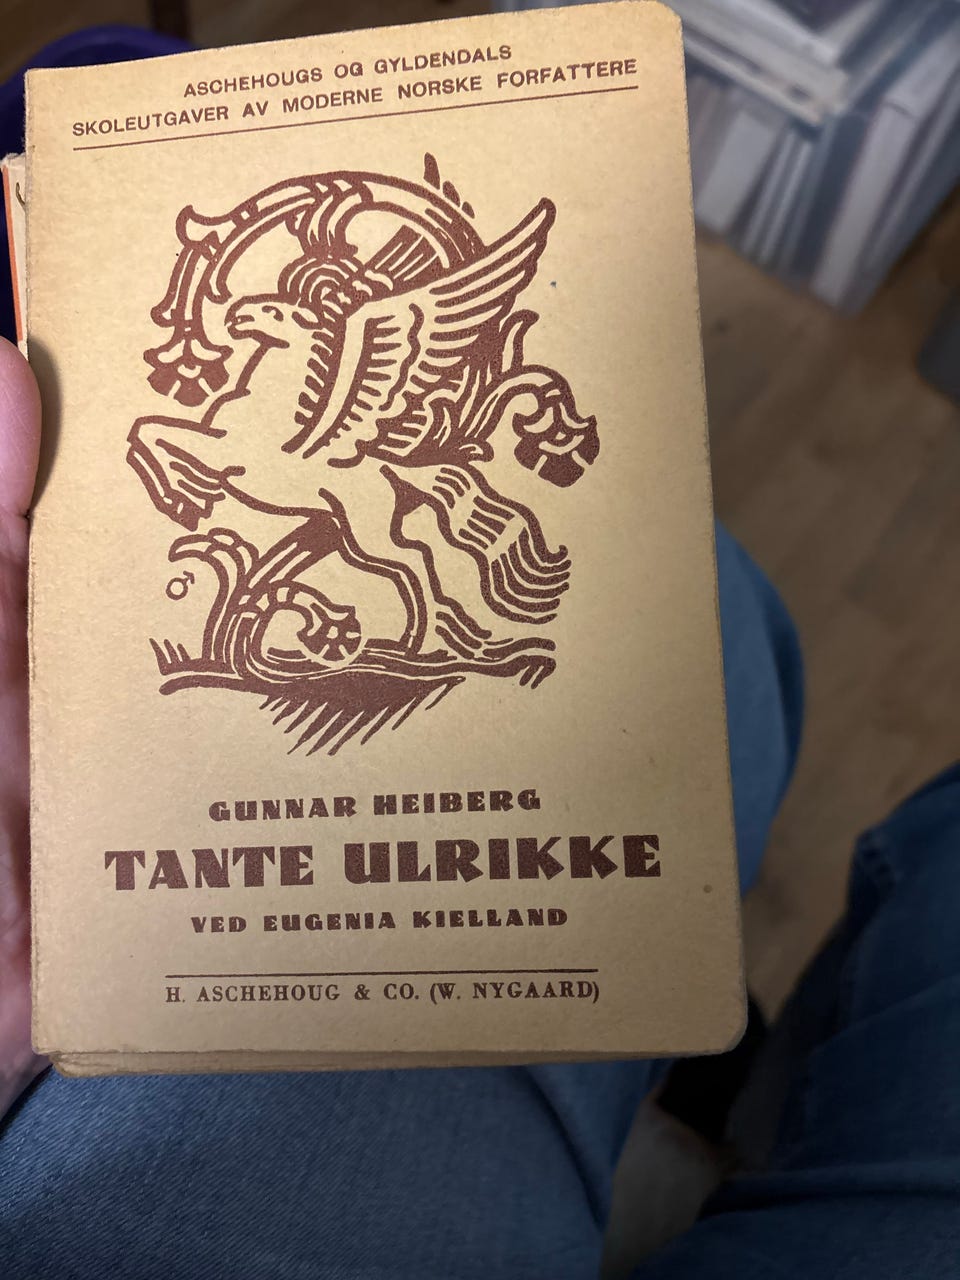 ASCHEHOUGS OG GYLDENDALS
SKOLEUTGAVER AV MODERNE NORSKE FORFATTERE
GUNNAR HEIBERG
TANTE ULRIKKE
VED EUGENIA KIELLAND
H. ASCHEHOUG & CO. (W. NYGAARD)